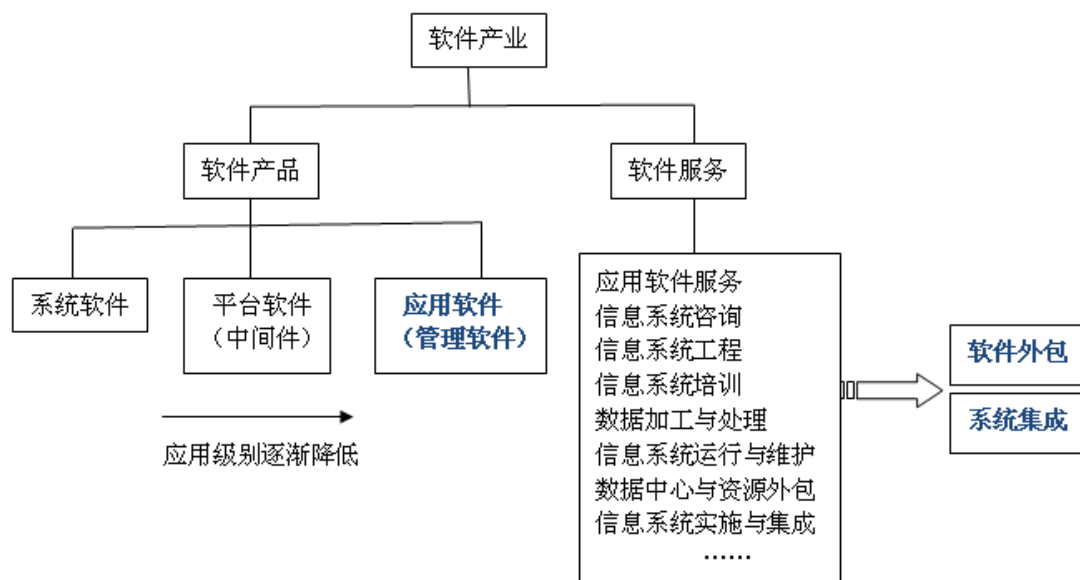 软件产业
软件产品
软件服务
系统软件
平台软件
（中间件）
应用软件
（管理软件）
应用级别逐渐降低
应用软件服务
信息系统咨询
信息系统工程
信息系统培训
数据加工与处理
信息系统运行与维护
数据中心与资源外包
信息系统实施与集成
……
软件外包
系统集成